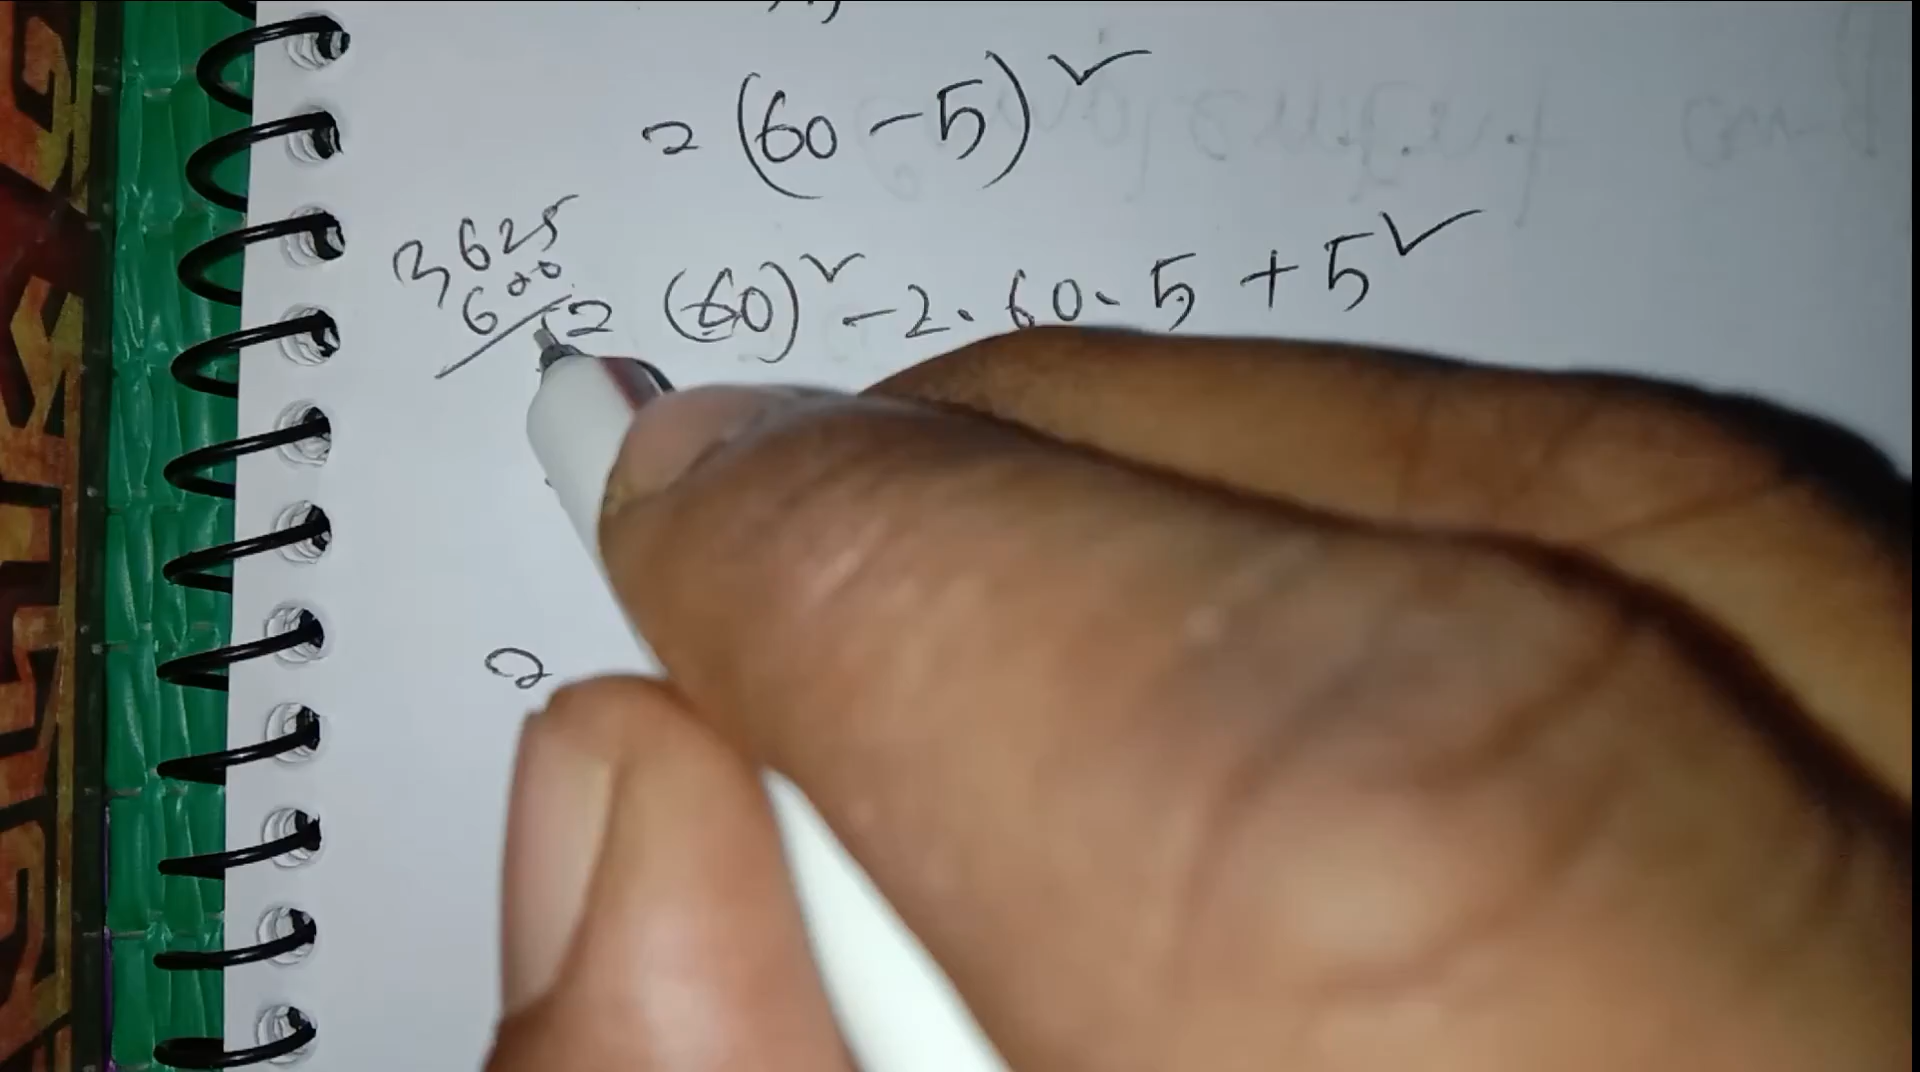 = (60 - 5)²
3625
600
= (60)² - 2. 60. 5 + 5²
=